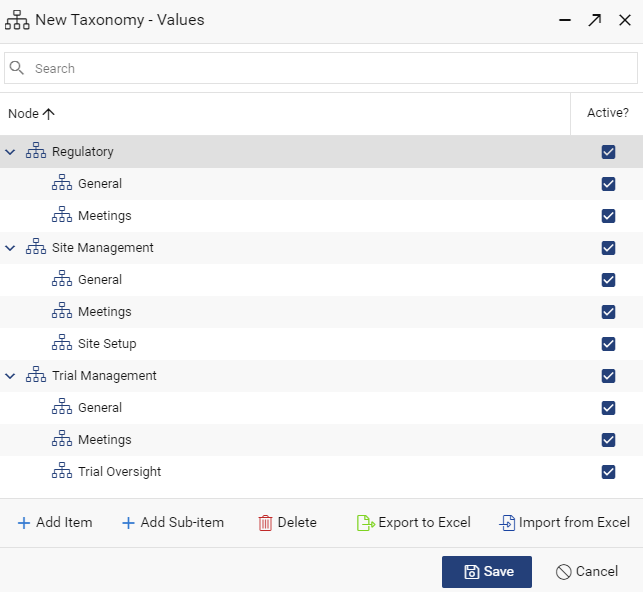 New Taxonomy - Values
Search
Node Active?
Regulatory
General
Meetings
Site Management
General
Meetings
Site Setup
Trial Management
General
Meetings
Trial Oversight
Add Item Add Sub-item Delete Export to Excel Import from Excel
Save Cancel